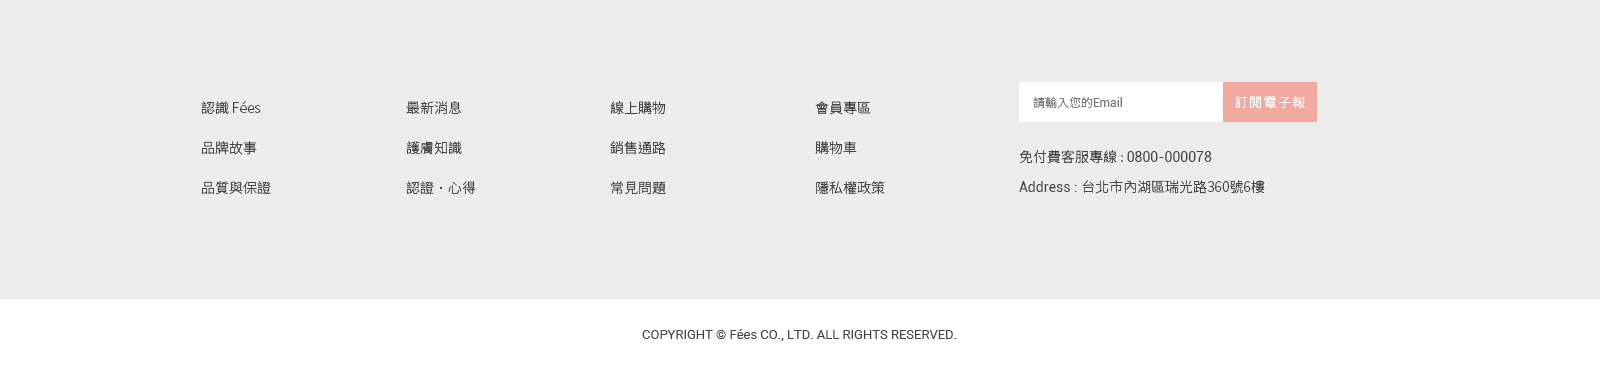 認識 Fées
品牌故事
品質與保證
最新消息
護膚知識
認證・心得
線上購物
銷售通路
常見問題
會員專區
購物車
隱私權政策
請輸入您的Email
訂閱電子報
免付費客服專線 : 0800-000078
Address : 台北市內湖區瑞光路360號6樓
COPYRIGHT © Fées CO., LTD. ALL RIGHTS RESERVED.